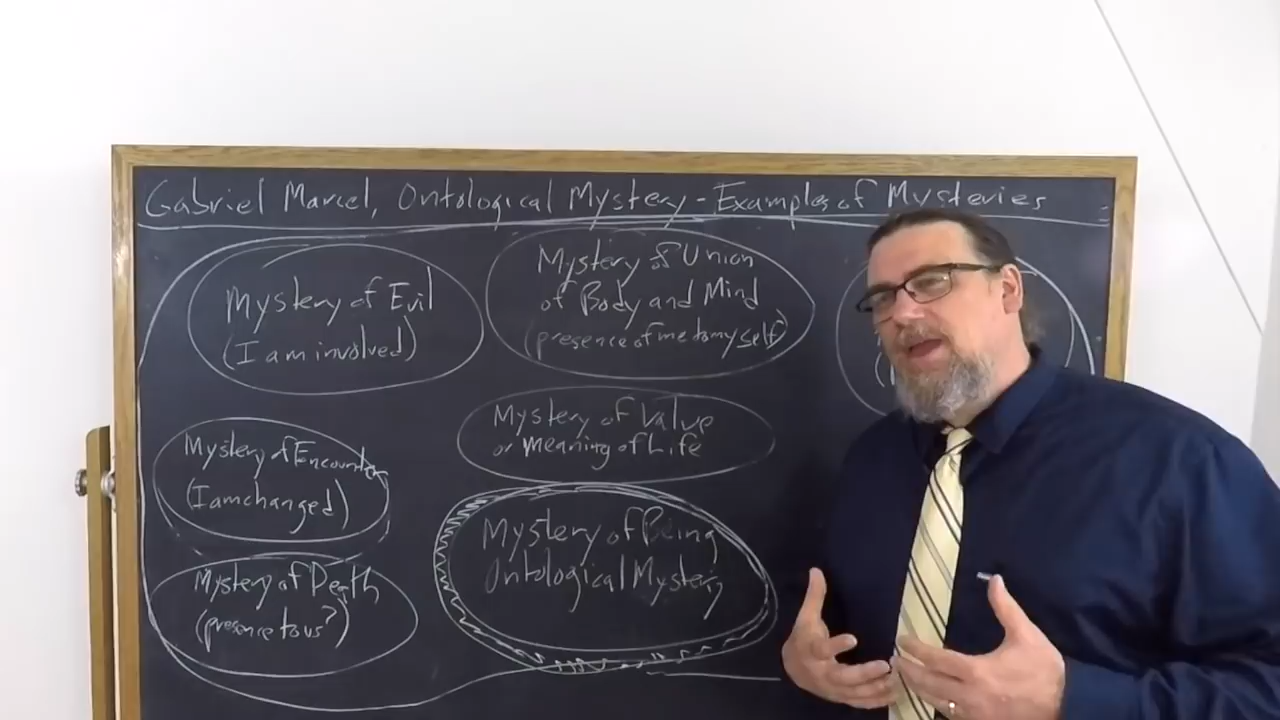 Gabriel Marcel, Ontological Mystery - Examples of Mysteries
Mystery of Evil
(I am involved)
Mystery of Union
of Body and Mind
(presence of me to myself)
Mystery of Value
or Meaning of Life
Mystery of Encounter
(I am changed)
Mystery of Death
(presence to us?)
Mystery of Being
Ontological Mystery